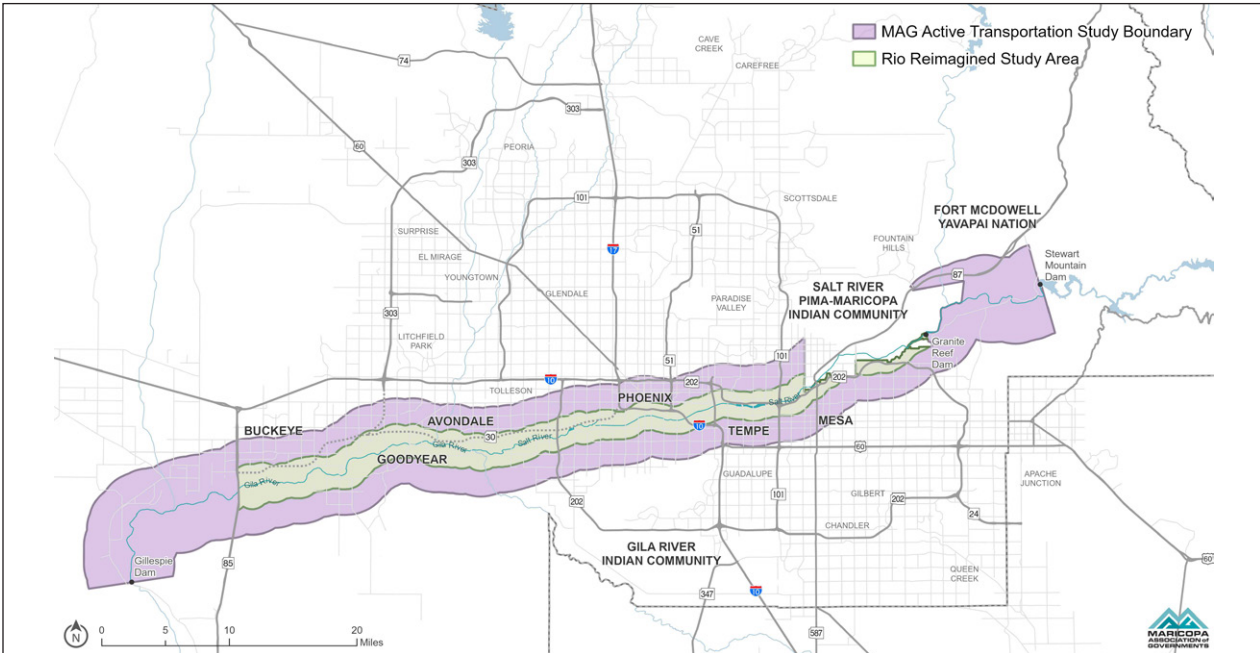 MAG Active Transportation Study Boundary
Rio Reimagined Study Area
CAVE
CREEK
CAREFREE
74
303
303
PEORIA
60
303
101
SCOTTSDALE
51
17
FORT MCDOWELL
YAVAPAI NATION
SURPRISE
EL MIRAGE
YOUNGTOWN
FOUNTAIN
HILLS
Stewart
Mountain
Dam
87
SALT RIVER
PIMA-MARICOPA
INDIAN COMMUNITY
GLENDALE
PARADISE
VALLEY
303
LITCHFIELD
PARK
Granite
Reef
Dam
51
101
10
202
202
TOLLESON
PHOENIX
Salt River
BUCKEYE
AVONDALE
30
Gila River
Salt River
10
TEMPE
MESA
60
GOODYEAR
Gila River
GUADALUPE
APACHE
JUNCTION
202
101
GILBERT
202
24
CHANDLER
GILA RIVER
INDIAN COMMUNITY
Gillespie
Dam
85
60
QUEEN
CREEK
347
10
587
N
0 5 10 20
Miles
MARICOPA
ASSOCIATION of
GOVERNMENTS